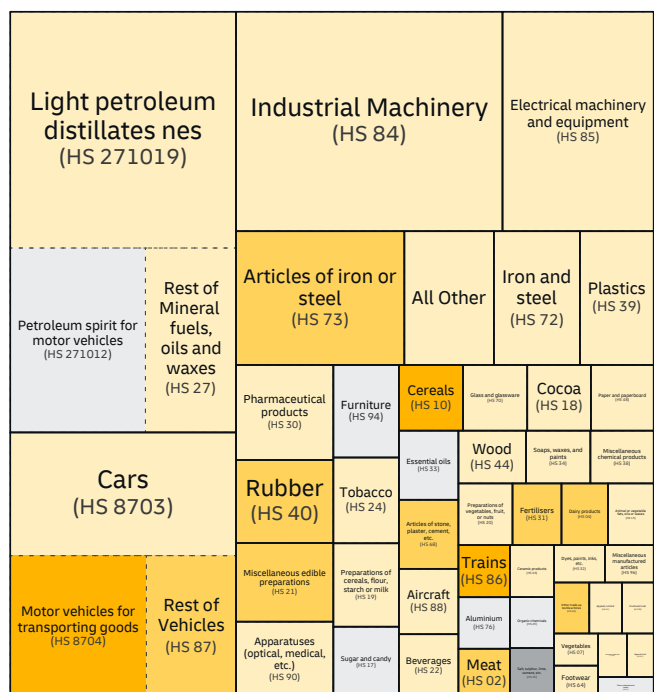 Light petroleum
distillates nes
(HS 271019)
Industrial Machinery
(HS 84)
Electrical machinery
and equipment
(HS 85)
Petroleum spirit for
motor vehicles
(HS 271012)
Rest of
Mineral
fuels,
oils and
waxes
(HS 27)
Articles of iron or
steel
(HS 73)
All Other
Iron and
steel
(HS 72)
Plastics
(HS 39)
Cars
(HS 8703)
Motor vehicles for
transporting goods
(HS 8704)
Rest of
Vehicles
(HS 87)
Pharmaceutical
products
(HS 30)
Furniture
(HS 94)
Cereals
(HS 10)
Glass and glassware
(HS 70)
Cocoa
(HS 18)
Paper and paperboard
(HS 48)
Rubber
(HS 40)
Tobacco
(HS 24)
Essential oils
(HS 33)
Wood
(HS 44)
Soaps, waxes, and
paints
(HS 34)
Miscellaneous
chemical products
(HS 38)
Articles of stone,
plaster, cement,
etc.
(HS 68)
Preparations of
vegetables, fruit,
or nuts
(HS 20)
Fertilisers
(HS 31)
Dairy products
Miscellaneous edible
preparations
(HS 21)
Preparations of
cereals, flour,
starch or milk
(HS 19)
Aircraft
(HS 88)
Trains
(HS 86)
Ceramic products
Dyes, paints, inks,
etc.
(HS 32)
Miscellaneous
manufactured
articles
(HS 96)
Apparatuses
(optical, medical,
etc.)
(HS 90)
Sugar and candy
(HS 17)
Beverages
(HS 22)
Aluminium
(HS 76)
Organic chemicals
Meat
(HS 02)
Vegetables
(HS 07)
Footwear
(HS 64)